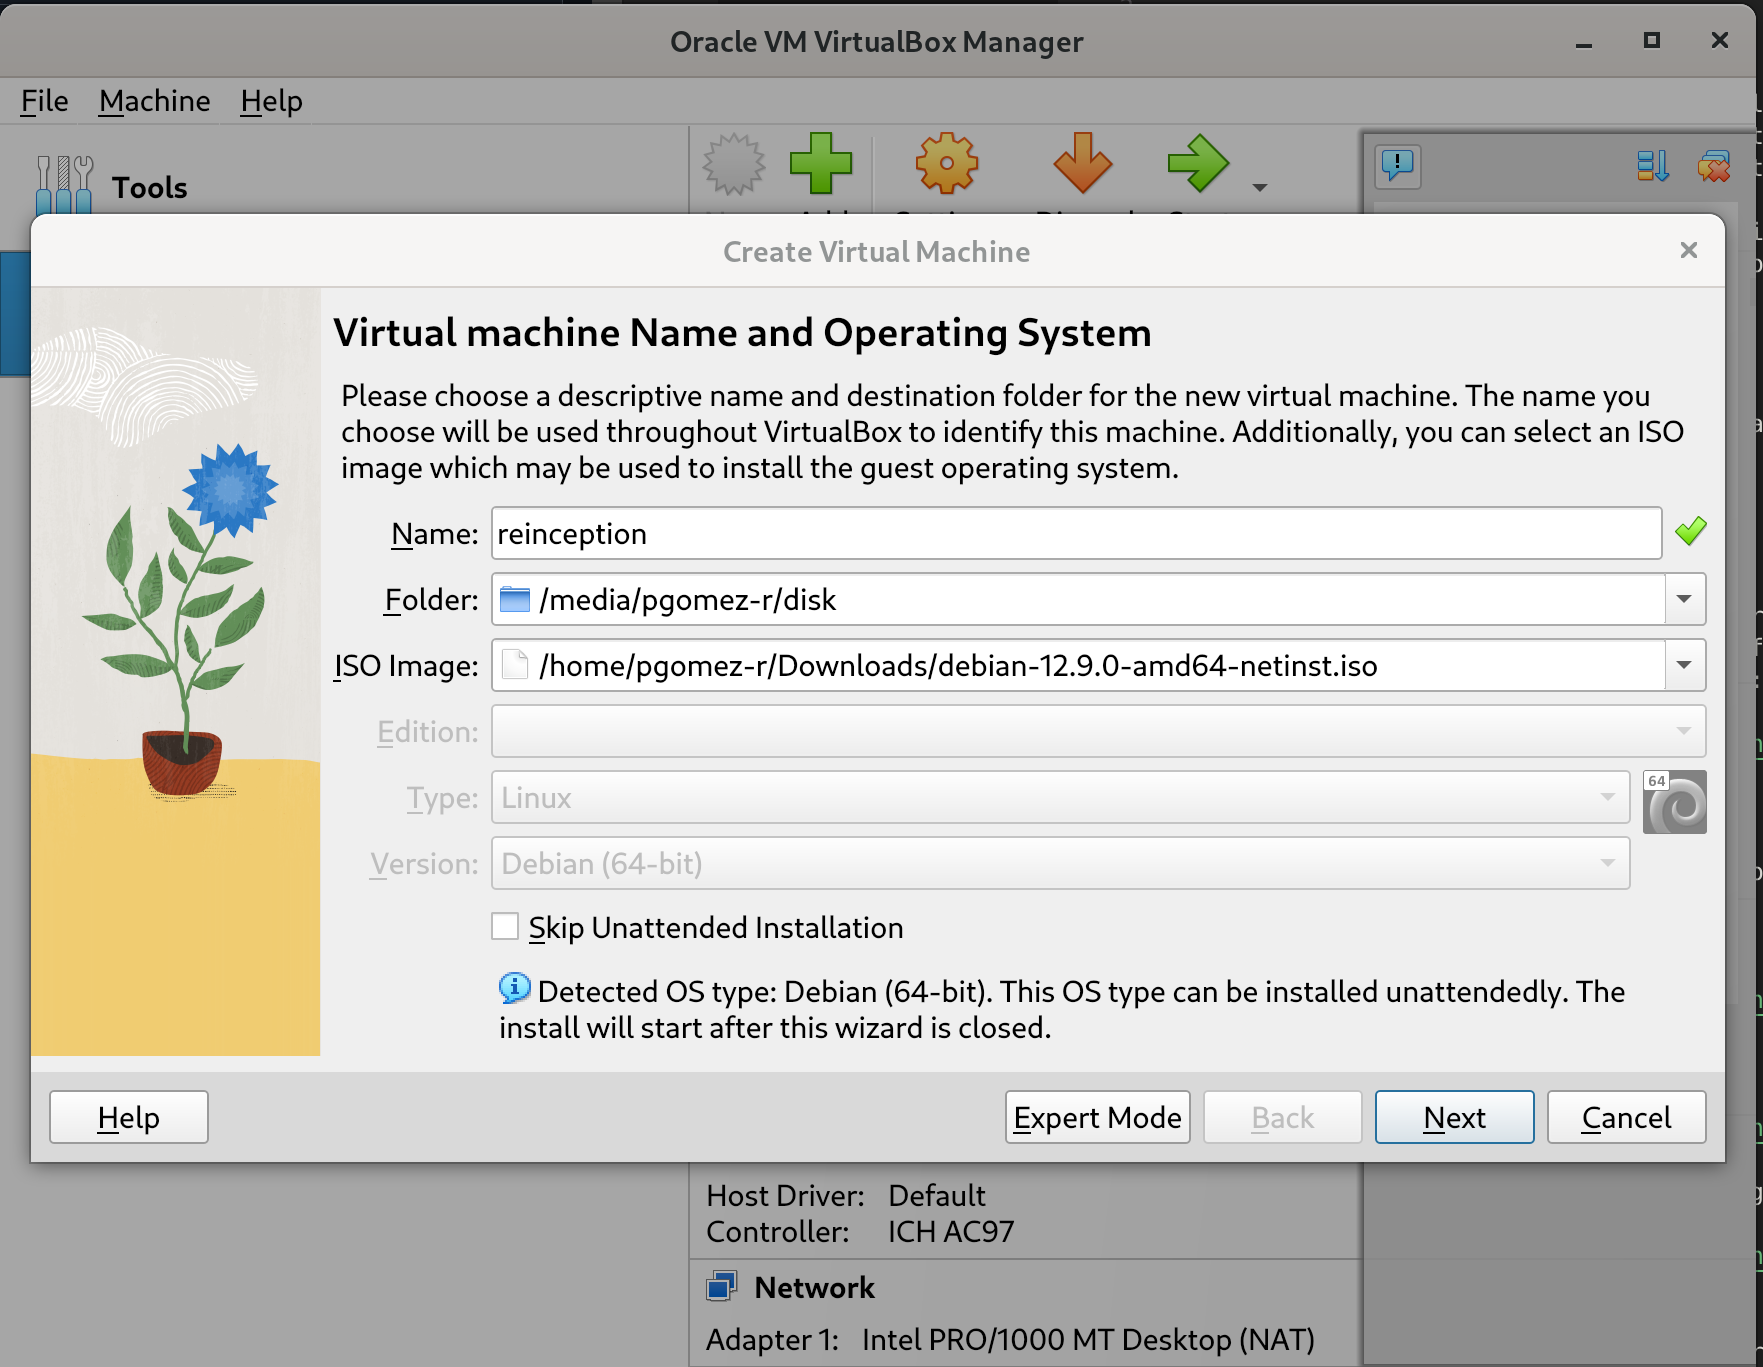 Oracle VM VirtualBox Manager
File Machine Help
Tools
Create Virtual Machine
Virtual machine Name and Operating System
Please choose a descriptive name and destination folder for the new virtual machine. The name you
choose will be used throughout VirtualBox to identify this machine. Additionally, you can select an ISO
image which may be used to install the guest operating system.
Name: reinception
Folder: /media/pgomez-r/disk
ISO Image: /home/pgomez-r/Downloads/debian-12.9.0-amd64-netinst.iso
Edition:
Type: Linux
64
Version: Debian (64-bit)
Skip Unattended Installation
Detected OS type: Debian (64-bit). This OS type can be installed unattendedly. The
install will start after this wizard is closed.
Help Expert Mode Back Next Cancel
Host Driver: Default
Controller: ICH AC97
Network
Adapter 1: Intel PRO/1000 MT Desktop (NAT)